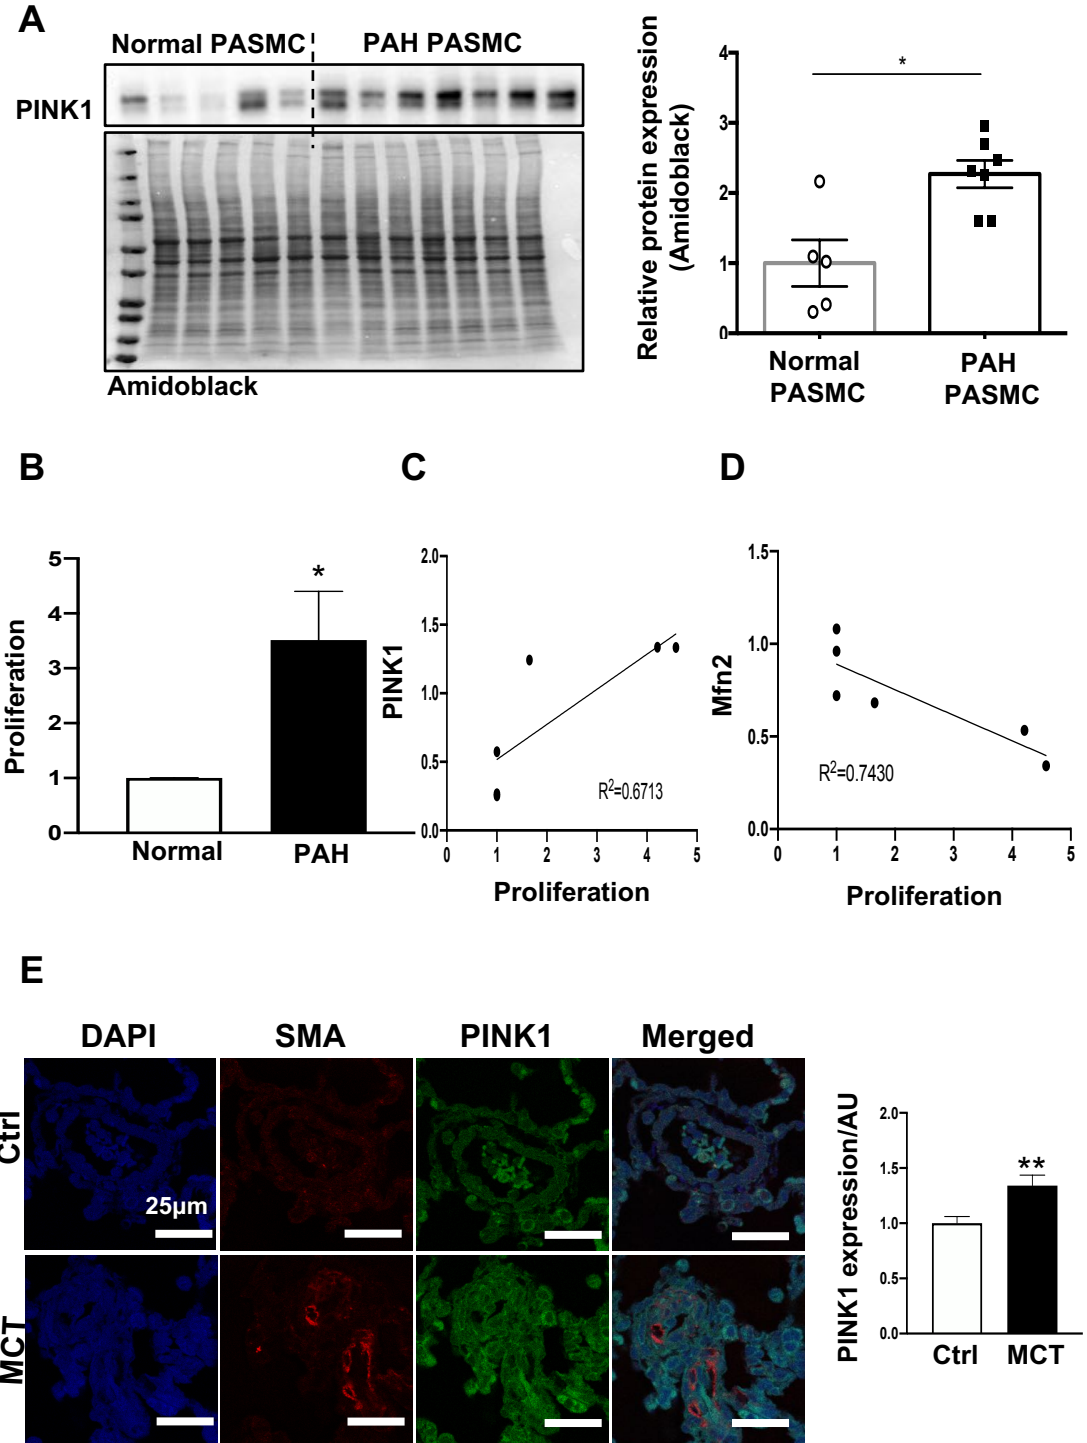 A
Normal PASMC
PAH PASMC
PINK1
Amidoblack
Relative protein expression
(Amidoblack)
4
3
2
1
0
*
Normal
PASMC
PAH
PASMC
B
Proliferation
5
4
3
2
1
0
*
Normal
PAH
C
PINK1
2.0
1.5
1.0
0.5
0.0
R²=0.6713
0 1 2 3 4 5
Proliferation
D
Mfn2
1.5
1.0
0.5
0.0
R²=0.7430
0 1 2 3 4 5
Proliferation
E
DAPI
SMA
PINK1
Merged
Ctrl
25μm
MCT
PINK1 expression/AU
2.0
1.5
1.0
0.5
0.0
**
Ctrl
MCT